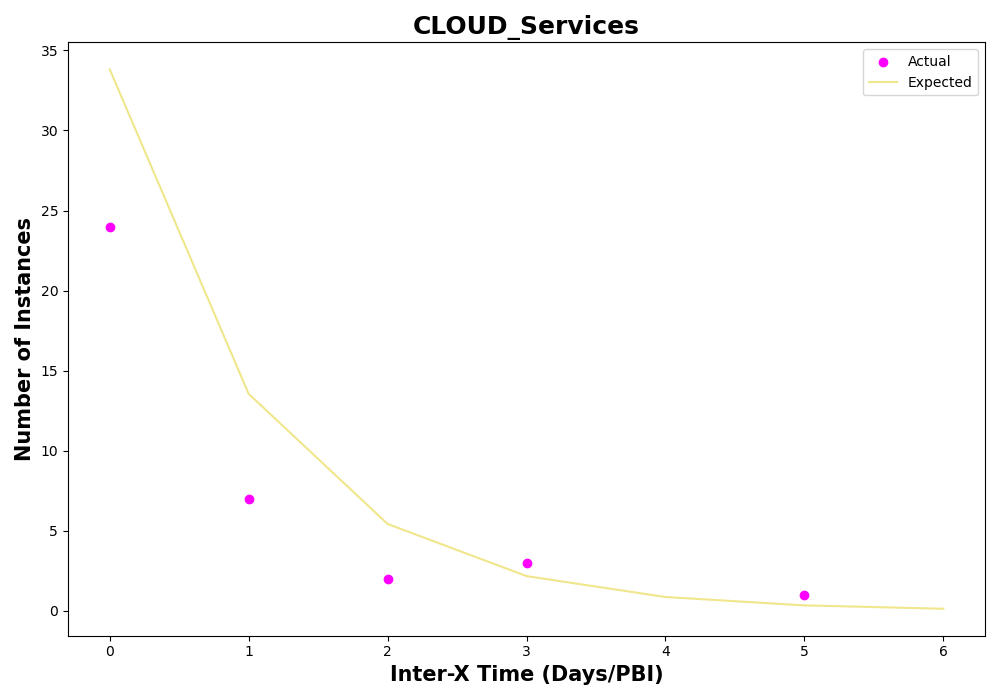 CLOUD_Services
Actual
Expected
Number of Instances
35
30
25
20
15
10
5
0
0 1 2 3 4 5 6
Inter-X Time (Days/PBI)